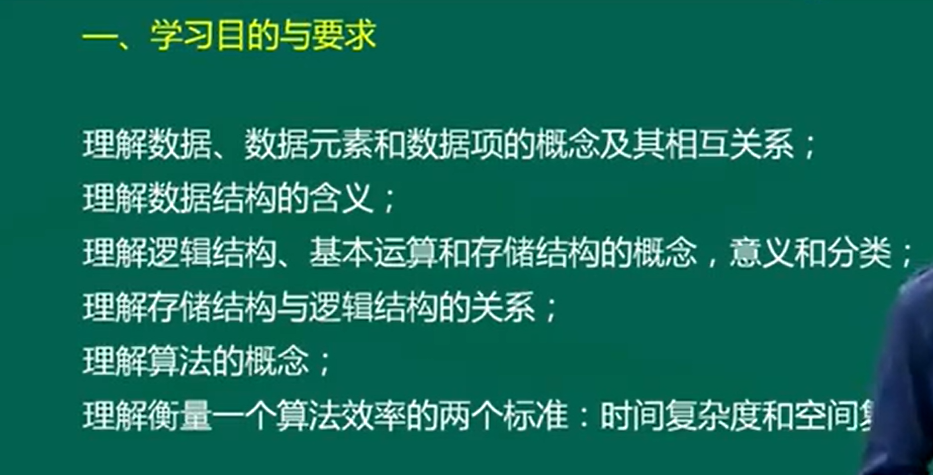 一、学习目的与要求
理解数据、数据元素和数据项的概念及其相互关系；
理解数据结构的含义；
理解逻辑结构、基本运算和存储结构的概念，意义和分类；
理解存储结构与逻辑结构的关系；
理解算法的概念；
理解衡量一个算法效率的两个标准：时间复杂度和空间